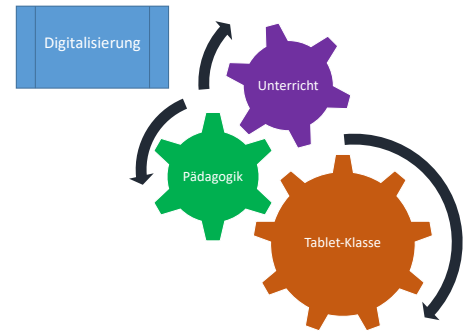 Digitalisierung
Unterricht
Pädagogik
Tablet-Klasse